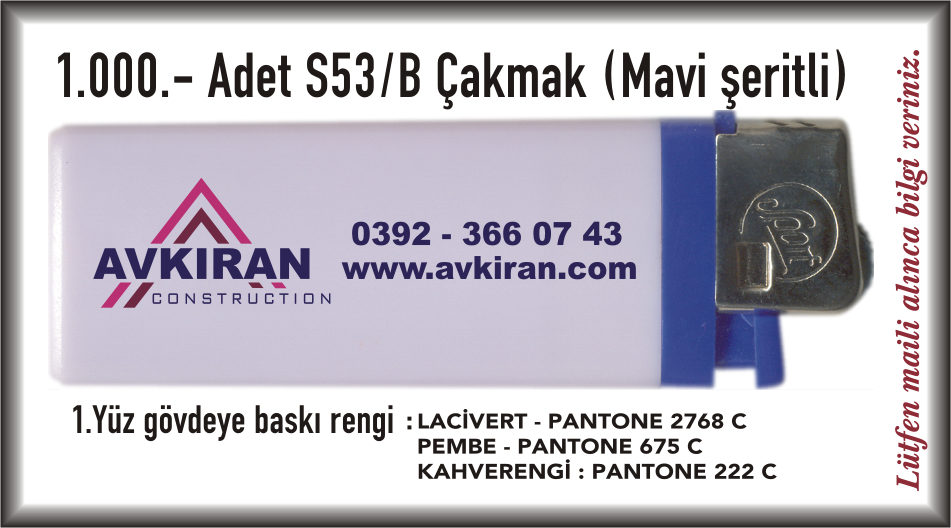 1.000.- Adet S53/B Çakmak (Mavi şeritli)
AVKIRAN
CONSTRUCTION
0392 - 366 07 43
www.avkiran.com
Sport
1.Yüz gövdeye baskı rengi : LACİVERT - PANTONE 2768 C
PEMBE - PANTONE 675 C
KAHVERENGİ : PANTONE 222 C
Lütfen maili alınca bilgi veriniz.